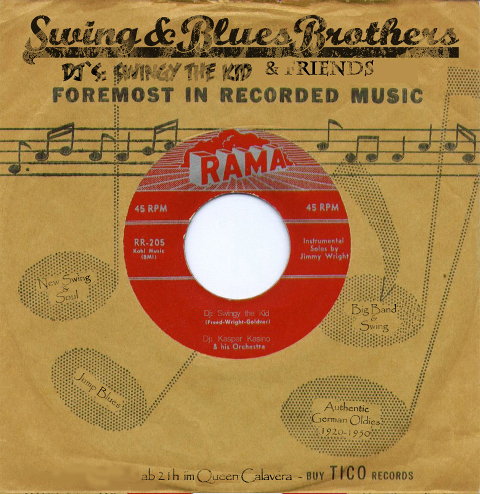 Swing & Blues Brothers
DJ's: SWINGY THE KID & FRIENDS
FOREMOST IN RECORDED MUSIC
RAMA
45 RPM
45 RPM
RR-205
Kahl Music
(BMI)
Instrumental
Solos by
Jimmy Wright
Djs Swingy the Kid
(Freed-Wright-Geldner)
Djs Kaspar Kasino
& his Orchestra
New Swing
&
Soul
Big Band
&
Swing
Jump Blues
Authentic
German Oldies
1920-1950
ab 21h im Queen Calavera - BUY TICO RECORDS